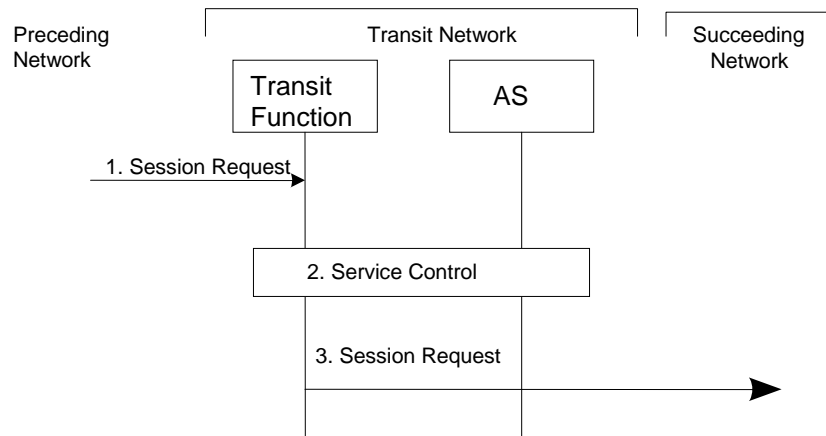 Preceding
Network
Transit Network
Succeeding
Network
Transit
Function
AS
1. Session Request
2. Service Control
3. Session Request